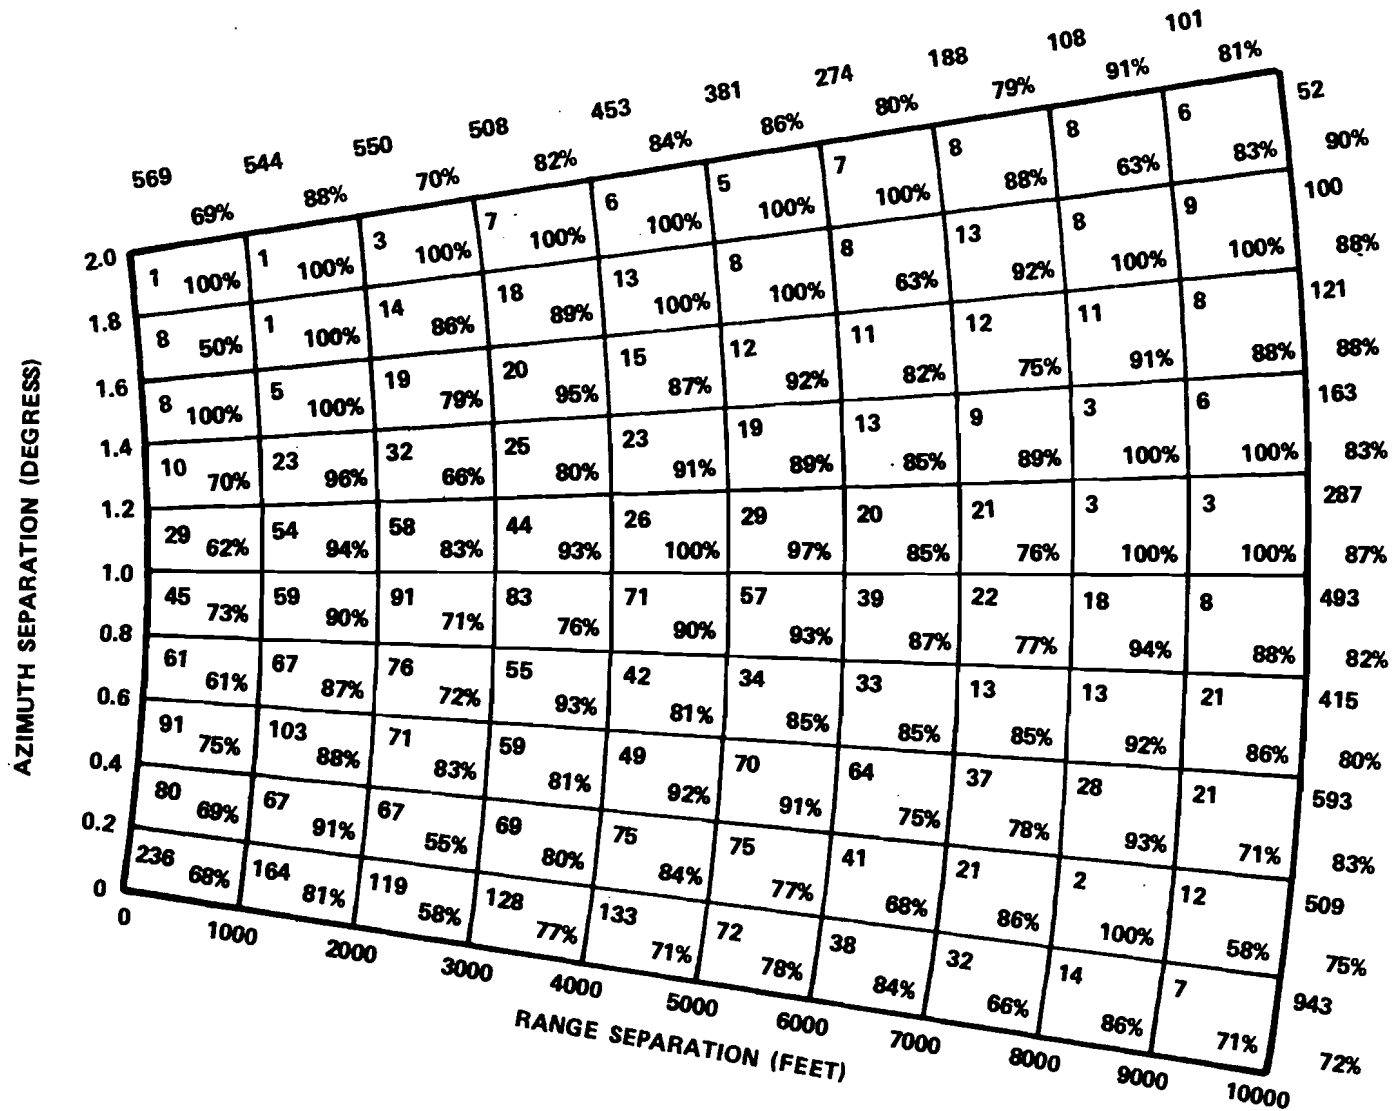 569 544 550 508 453 381 274 188 108 101
69% 88% 70% 82% 84% 86% 80% 79% 91% 81%
2.0
1 1 3 7 6 5 7 8 8 6 52
100% 100% 100% 100% 100% 100% 100% 88% 63% 83% 90%
1.8
8 1 14 18 13 8 8 13 8 9 100
50% 100% 86% 89% 100% 100% 63% 92% 100% 100% 88%
1.6
8 5 19 20 15 12 11 12 11 8 121
100% 100% 79% 95% 87% 92% 82% 75% 91% 88% 88%
1.4
10 23 32 25 23 19 13 9 3 6 163
70% 96% 66% 80% 91% 89% 85% 89% 100% 100% 83%
1.2
29 54 58 44 26 29 20 21 3 3 287
62% 94% 83% 93% 100% 97% 85% 76% 100% 100% 87%
1.0
45 59 91 83 71 57 39 22 18 8 493
73% 90% 71% 76% 90% 93% 87% 77% 94% 88% 82%
0.8
61 67 76 55 42 34 33 13 13 21 415
61% 87% 72% 93% 81% 85% 85% 85% 92% 86% 80%
0.6
91 103 71 59 49 70 64 37 28 21 593
75% 88% 83% 81% 92% 91% 75% 78% 93% 71% 83%
0.4
80 67 67 69 75 75 41 21 2 12 509
69% 91% 55% 80% 84% 77% 68% 86% 100% 58% 75%
0.2
236 164 119 128 133 72 38 32 14 7 943
68% 81% 58% 77% 71% 78% 84% 66% 86% 71% 72%
0
0 1000 2000 3000 4000 5000 6000 7000 8000 9000 10000
AZIMUTH SEPARATION (DEGRESS)
RANGE SEPARATION (FEET)